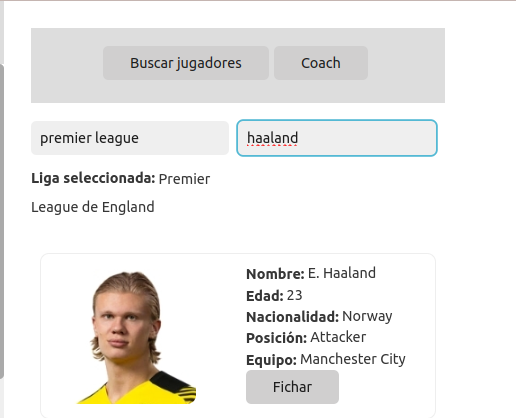 Buscar jugadores Coach
premier league haaland
Liga seleccionada: Premier
League de England
Nombre: E. Haaland
Edad: 23
Nacionalidad: Norway
Posición: Attacker
Equipo: Manchester City
Fichar